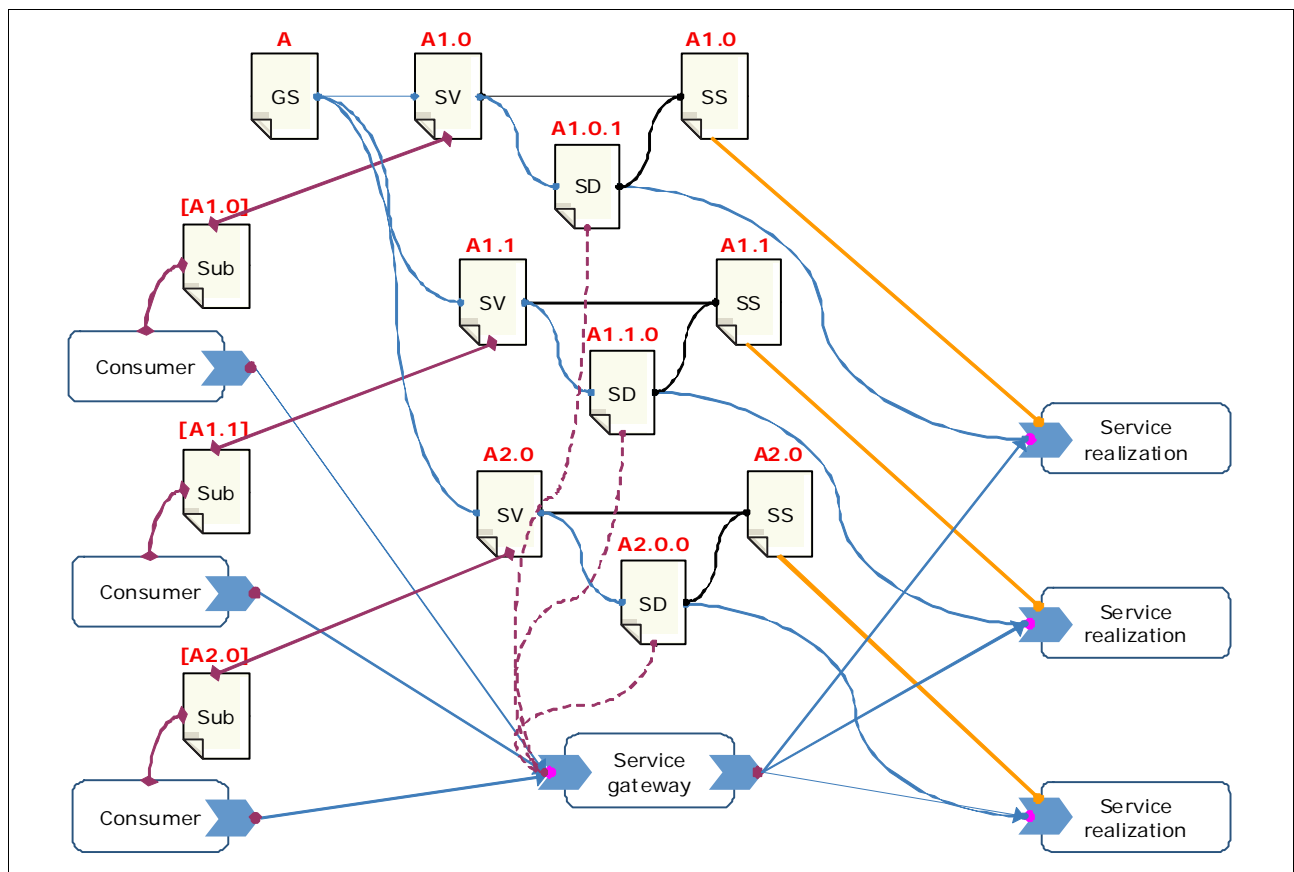 A
A1.0
A1.0
GS
SV
SS
A1.0.1
SD
[A1.0]
Sub
A1.1
A1.1
SV
SS
Consumer
A1.1.0
SD
[A1.1]
Sub
A2.0
A2.0
SV
SS
Service
realization
A2.0.0
SD
Consumer
Service
realization
[A2.0]
Sub
Service
gateway
Consumer
Service
realization